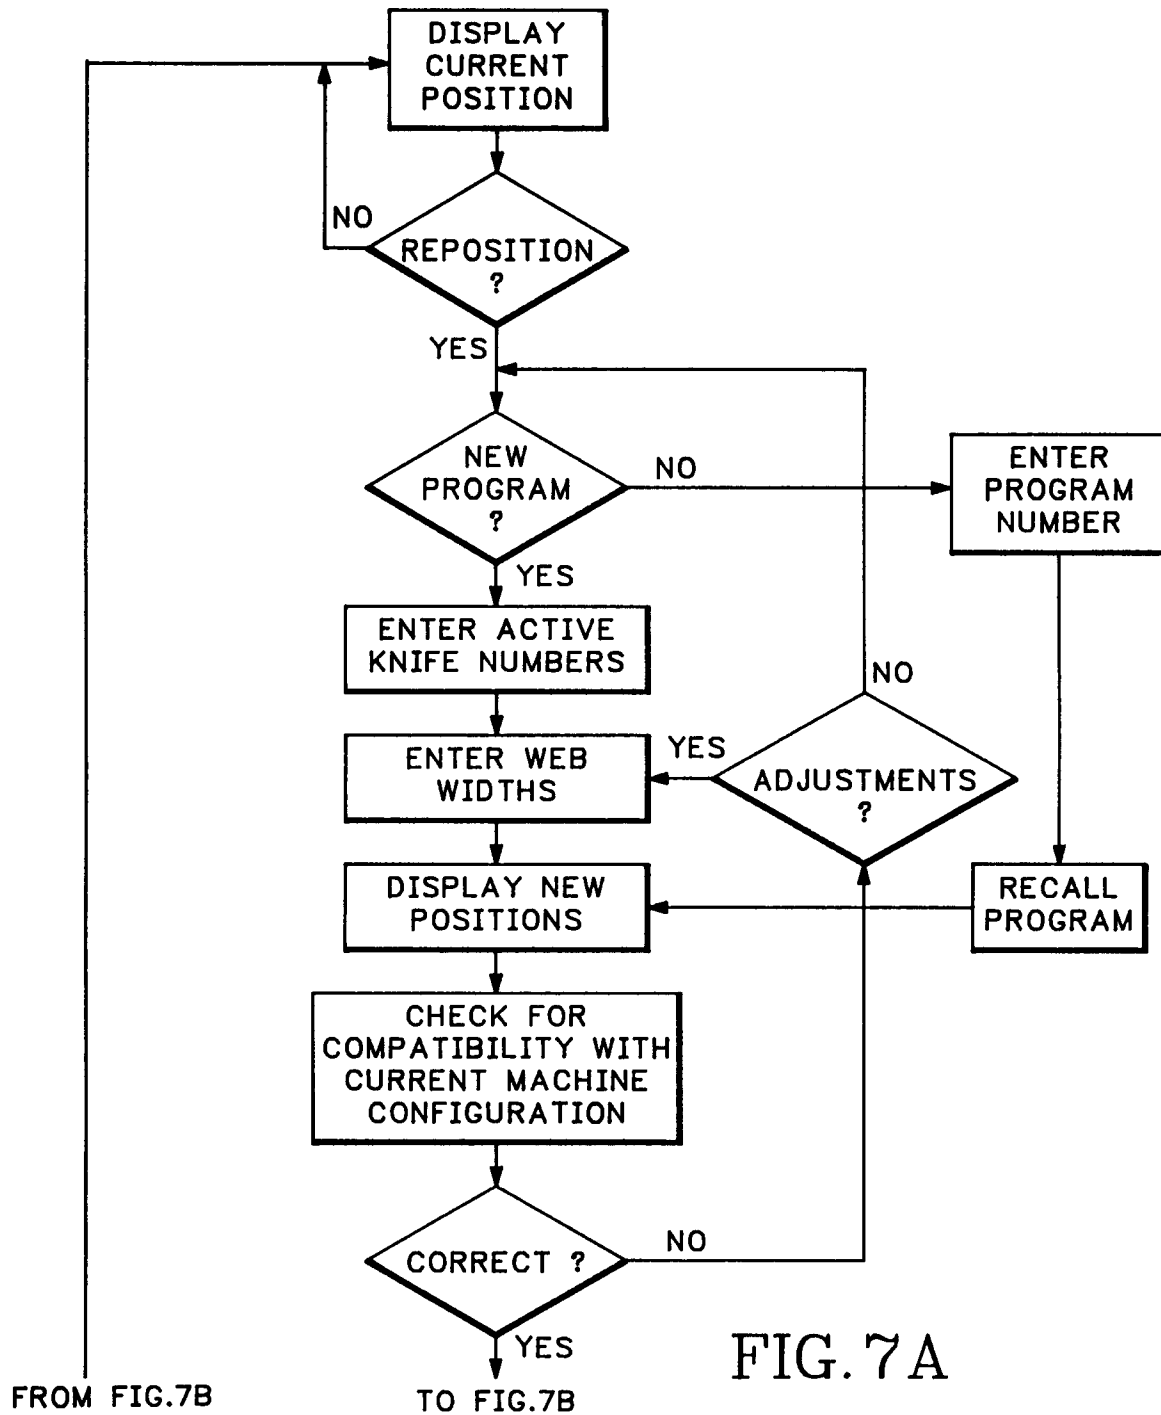 DISPLAY
CURRENT
POSITION
NO
REPOSITION
?
YES
NEW
PROGRAM
?
NO
ENTER
PROGRAM
NUMBER
YES
ENTER ACTIVE
KNIFE NUMBERS
NO
ENTER WEB
WIDTHS
YES
ADJUSTMENTS
?
DISPLAY NEW
POSITIONS
RECALL
PROGRAM
CHECK FOR
COMPATIBILITY WITH
CURRENT MACHINE
CONFIGURATION
CORRECT ?
NO
YES
FIG. 7A
FROM FIG.7B
TO FIG.7B